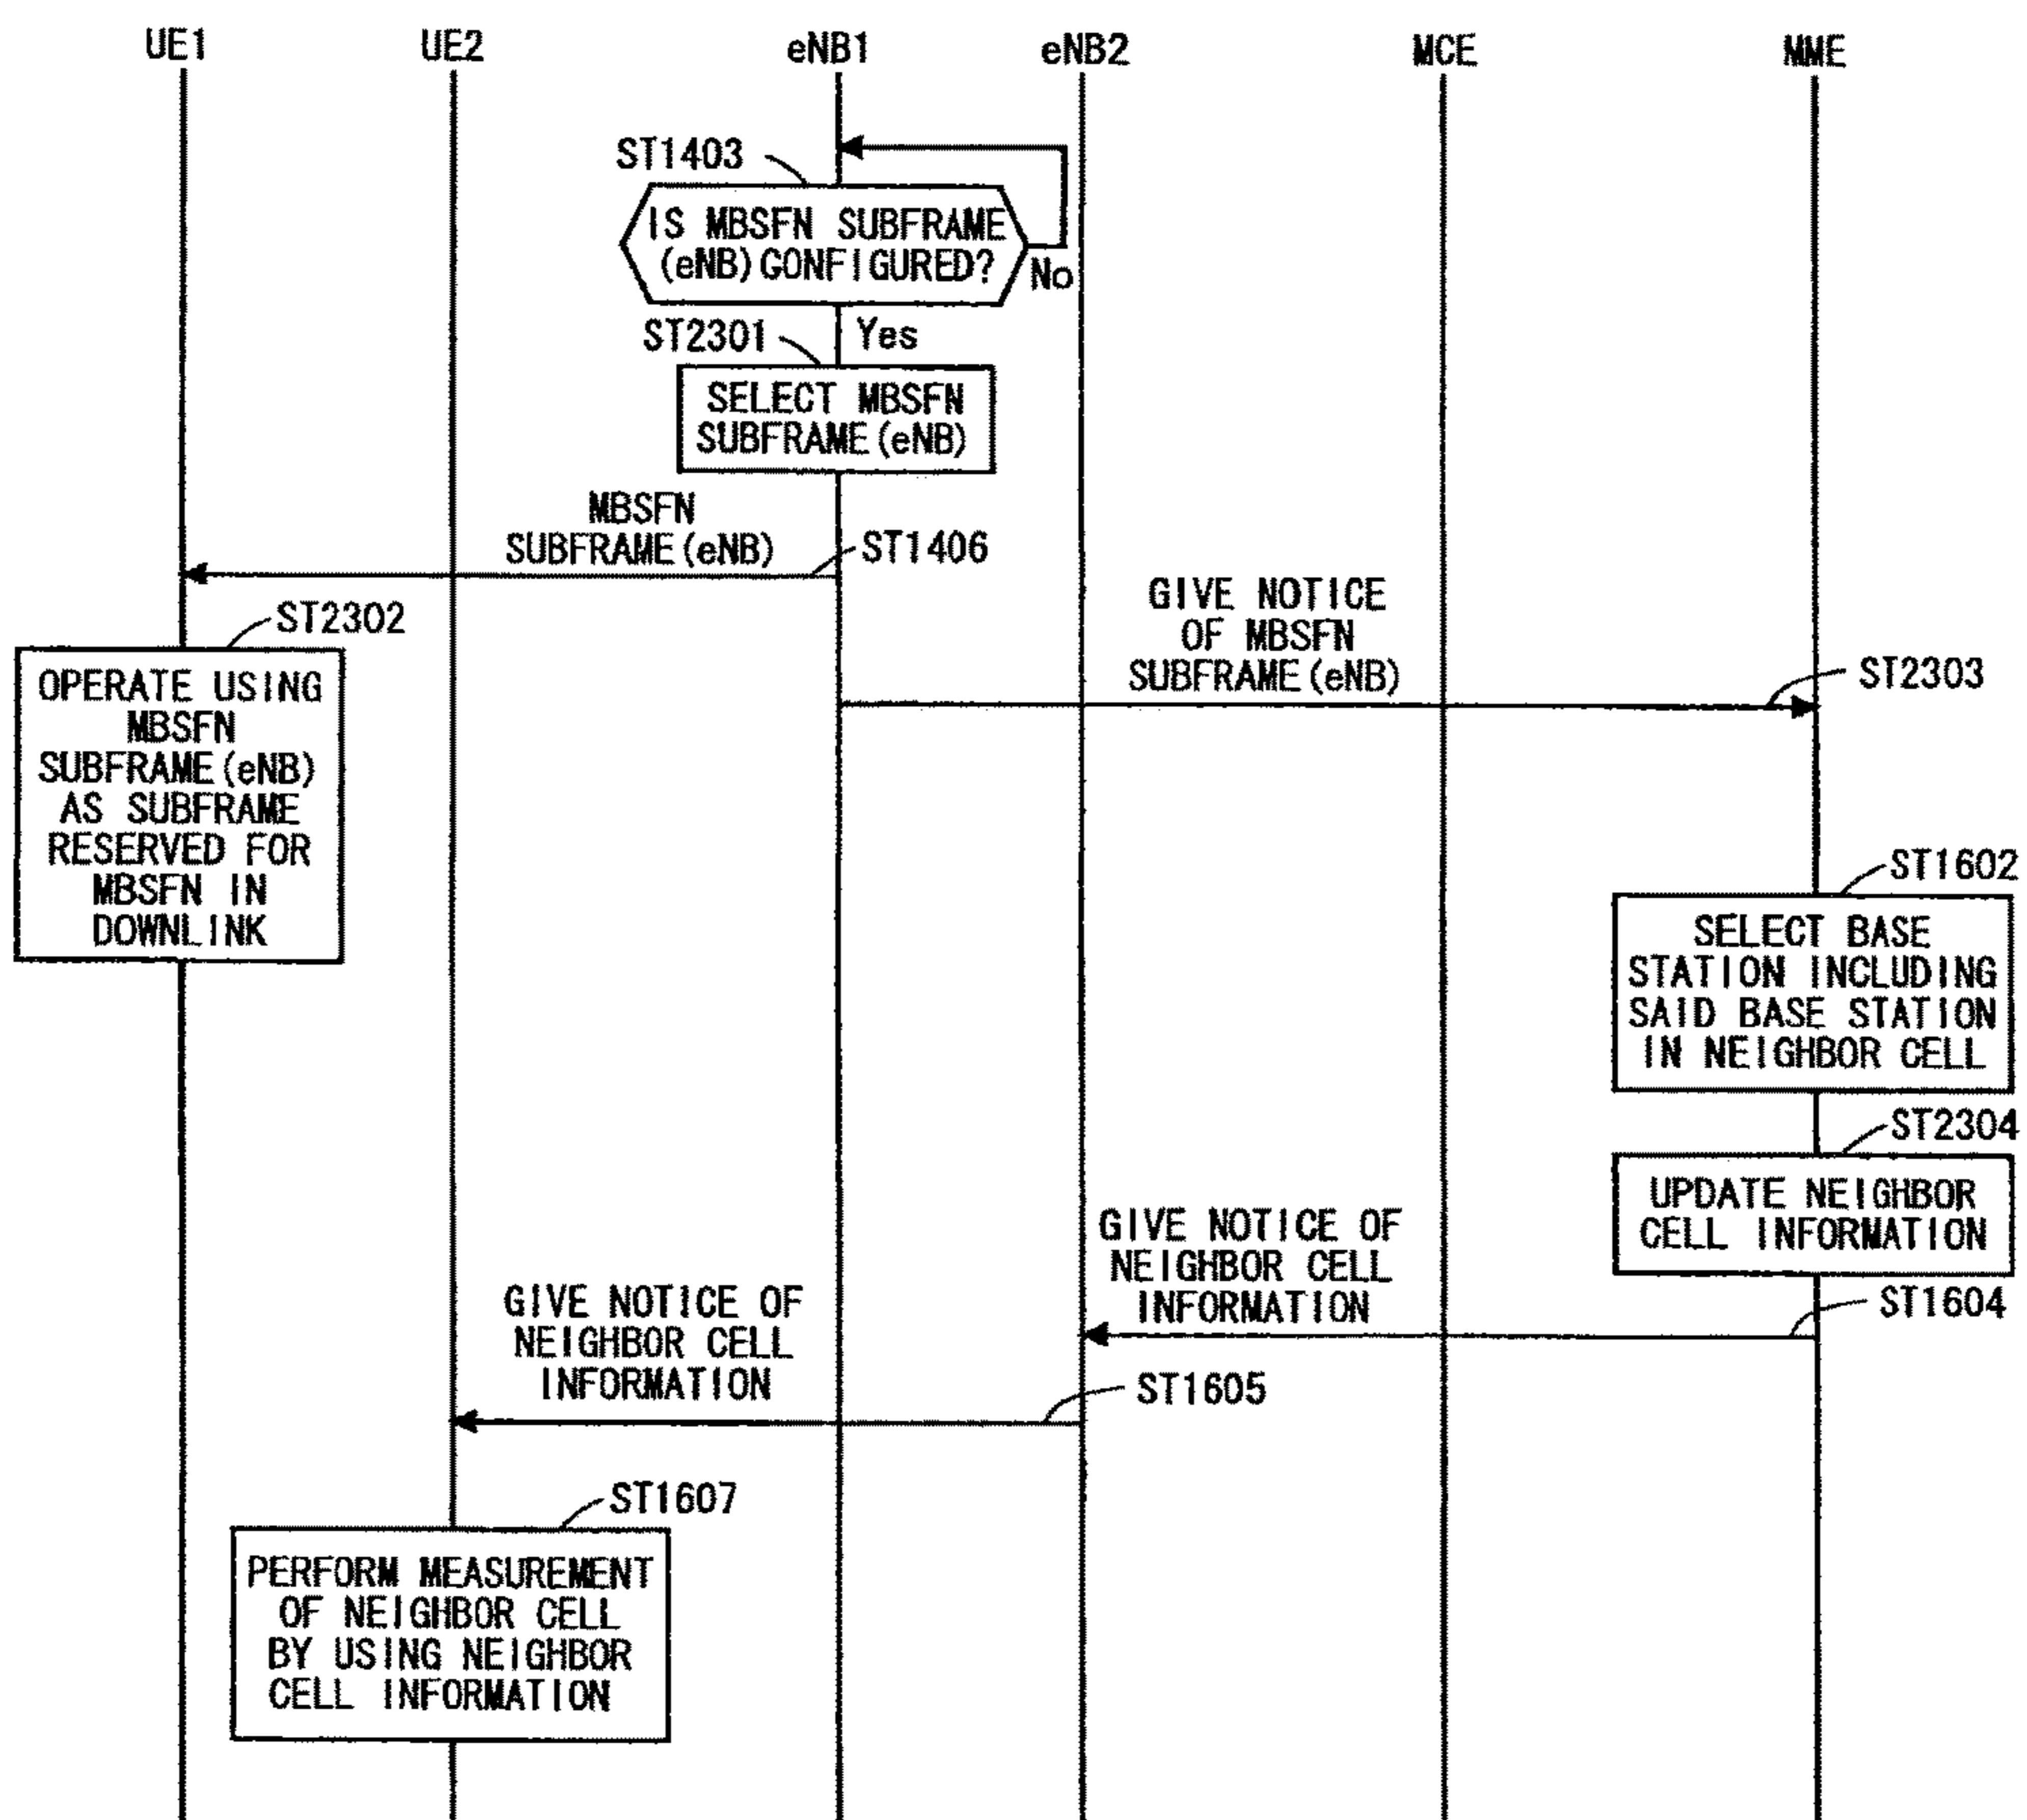 UE1
UE2
eNB1
eNB2
MCE
MME
ST1403
IS MBSFN SUBFRAME
(eNB) GONFIGURED?
No
ST2301
Yes
SELECT MBSFN
SUBFRAME (eNB)
MBSFN
SUBFRAME (eNB)
ST1406
ST2302
OPERATE USING
MBSFN
SUBFRAME (eNB)
AS SUBFRAME
RESERVED FOR
MBSFN IN
DOWNLINK
GIVE NOTICE
OF MBSFN
SUBFRAME (eNB)
ST2303
ST1602
SELECT BASE
STATION INCLUDING
SAID BASE STATION
IN NEIGHBOR CELL
ST2304
UPDATE NEIGHBOR
CELL INFORMATION
GIVE NOTICE OF
NEIGHBOR CELL
INFORMATION
ST1604
GIVE NOTICE OF
NEIGHBOR CELL
INFORMATION
ST1605
ST1607
PERFORM MEASUREMENT
OF NEIGHBOR CELL
BY USING NEIGHBOR
CELL INFORMATION